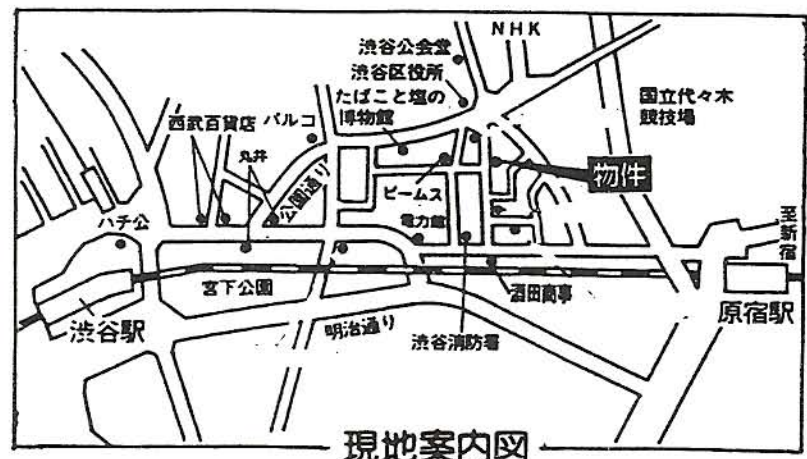 NHK
渋谷公会堂
渋谷区役所
たばこと塩の
博物館
国立代々木
競技場
西武百貨店
パルコ
丸井
公園通り
ビームス
電力館
物件
ハチ公
至新宿
宮下公園
酒田商事
渋谷駅
明治通り
渋谷消防署
原宿駅
現地案内図